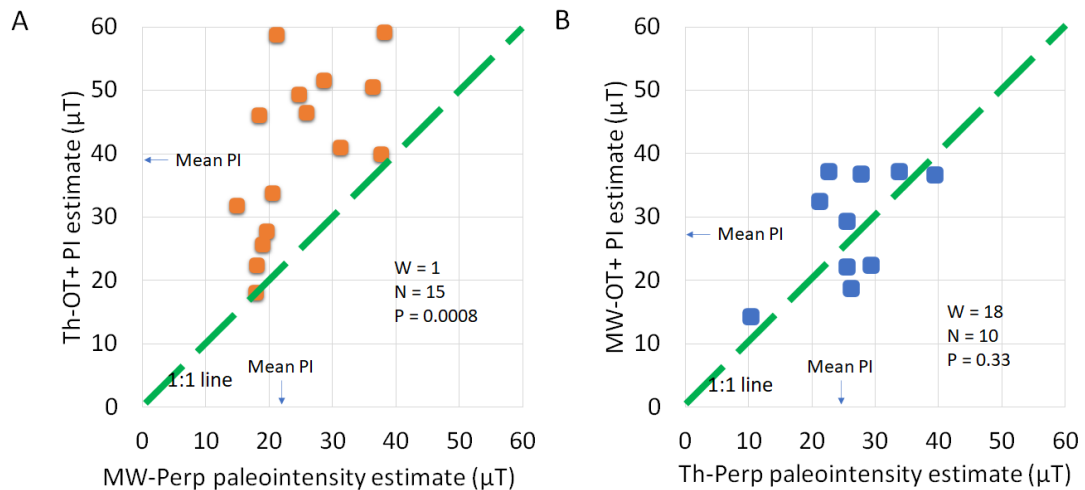 A
Th-OT+ PI estimate (µT)
60
50
40
30
20
10
0
Mean PI
W = 1
N = 15
P = 0.0008
Mean PI
1:1 line
0 10 20 30 40 50 60
MW-Perp paleointensity estimate (µT)
B
MW-OT+ PI estimate (µT)
60
50
40
30
20
10
0
Mean PI
W = 18
N = 10
P = 0.33
Mean PI
1:1 line
0 10 20 30 40 50 60
Th-Perp paleointensity estimate (µT)